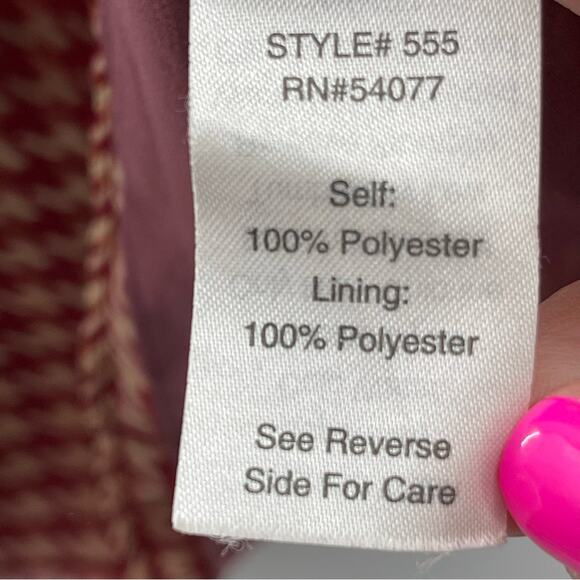 STYLE# 555
RN#54077
Self:
100% Polyester
Lining:
100% Polyester
See Reverse
Side For Care